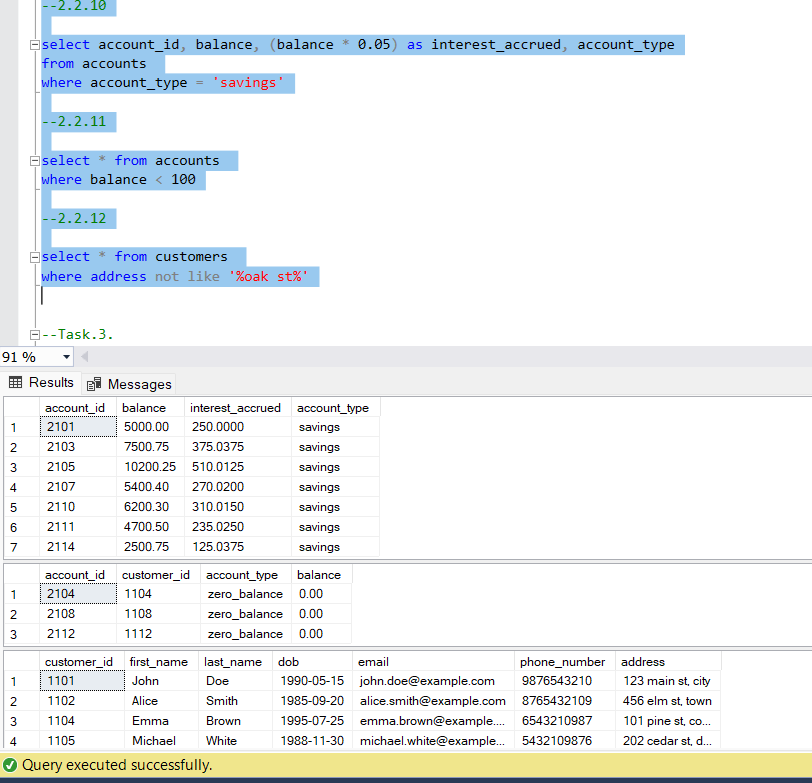 --2.2.10
select account_id, balance, (balance * 0.05) as interest_accrued, account_type
from accounts
where account_type = 'savings'
--2.2.11
select * from accounts
where balance < 100
--2.2.12
select * from customers
where address not like '%oak st%'
--Task.3.
91 %
Results Messages
account_id balance interest_accrued account_type
1 2101 5000.00 250.0000 savings
2 2103 7500.75 375.0375 savings
3 2105 10200.25 510.0125 savings
4 2107 5400.40 270.0200 savings
5 2110 6200.30 310.0150 savings
6 2111 4700.50 235.0250 savings
7 2114 2500.75 125.0375 savings
account_id customer_id account_type balance
1 2104 1104 zero_balance 0.00
2 2108 1108 zero_balance 0.00
3 2112 1112 zero_balance 0.00
customer_id first_name last_name dob email phone_number address
1 1101 John Doe 1990-05-15 john.doe@example.com 9876543210 123 main st, city
2 1102 Alice Smith 1985-09-20 alice.smith@example.com 8765432109 456 elm st, town
3 1104 Emma Brown 1995-07-25 emma.brown@example.... 6543210987 101 pine st, co...
4 1105 Michael White 1988-11-30 michael.white@example... 5432109876 202 cedar st, d...
Query executed successfully.